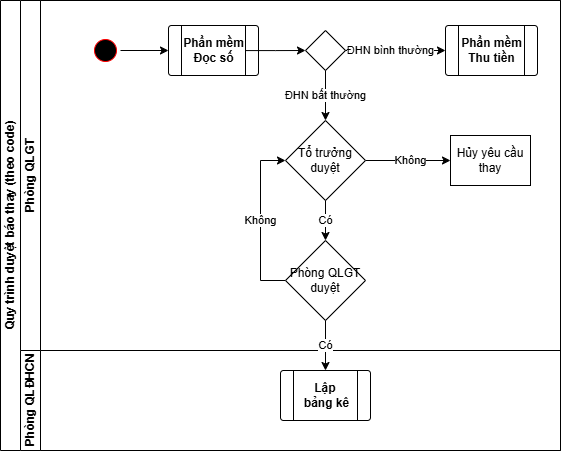 Quy trình duyệt báo thay (theo code)
Phòng QLGT
Phần mềm
Đọc số
ĐHN bình thường
Phần mềm
Thu tiền
ĐHN bất thường
Tổ trưởng
duyệt
Không
Hủy yêu cầu
thay
Không
Có
Phòng QLGT
duyệt
Có
Phòng QLĐHCN
Lập
bảng kê